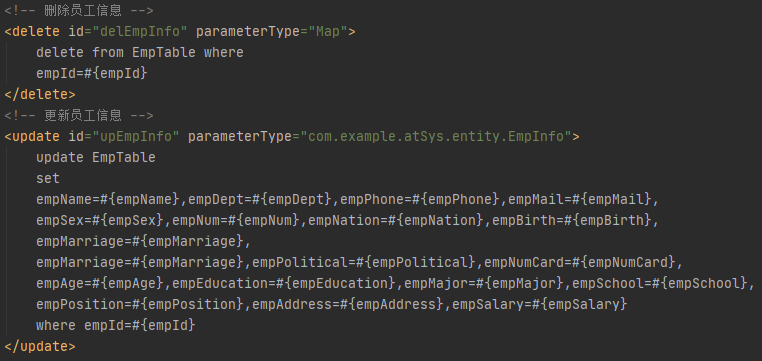 <!-- 删除员工信息 -->
<delete id="delEmpInfo" parameterType="Map">
delete from EmpTable where
empId=#{empId}
</delete>
<!-- 更新员工信息 -->
<update id="upEmpInfo" parameterType="com.example.atSys.entity.EmpInfo">
update EmpTable
set
empName=#{empName},empDept=#{empDept},empPhone=#{empPhone},empMail=#{empMail},
empSex=#{empSex},empNum=#{empNum},empNation=#{empNation},empBirth=#{empBirth},
empMarriage=#{empMarriage},
empMarriage=#{empMarriage},empPolitical=#{empPolitical},empNumCard=#{empNumCard},
empAge=#{empAge},empEducation=#{empEducation},empMajor=#{empMajor},empSchool=#{empSchool},
empPosition=#{empPosition},empAddress=#{empAddress},empSalary=#{empSalary}
where empId=#{empId}
</update>